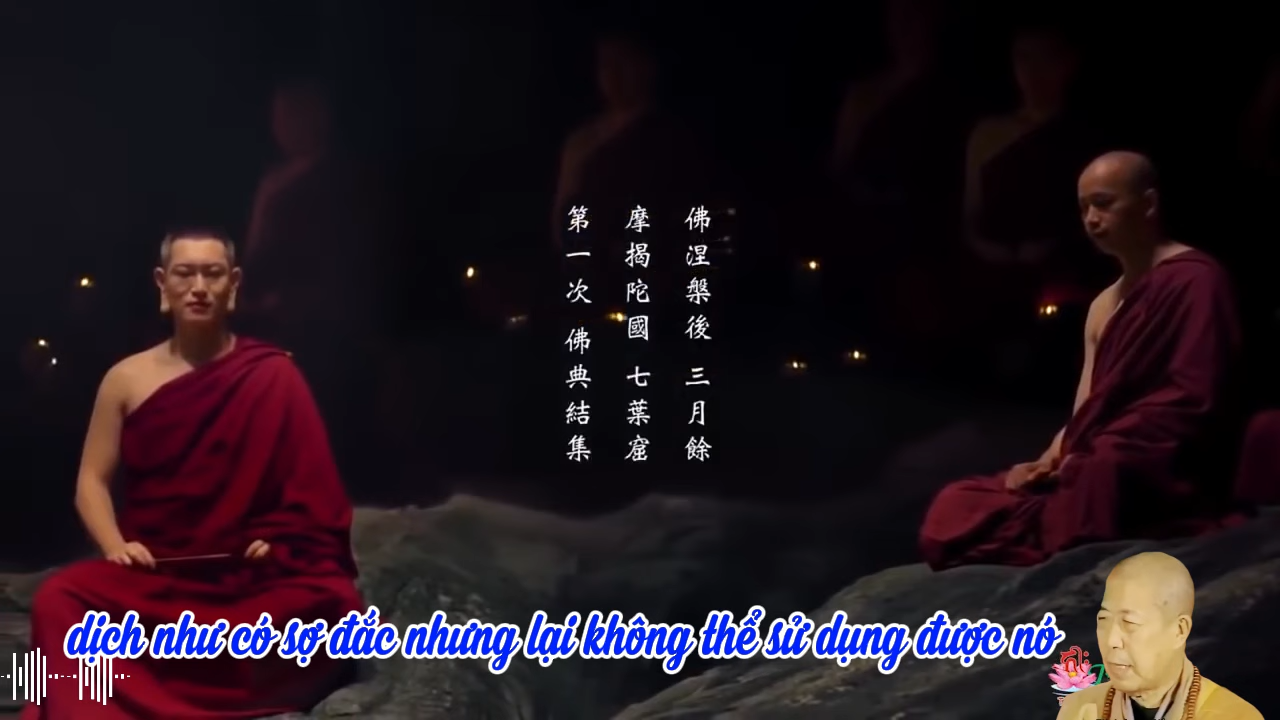 佛涅槃後 三月餘
摩揭陀國 七葉窟
第一次 佛典結集
dịch như có sợ đắc nhưng lại không thể sử dụng được nó